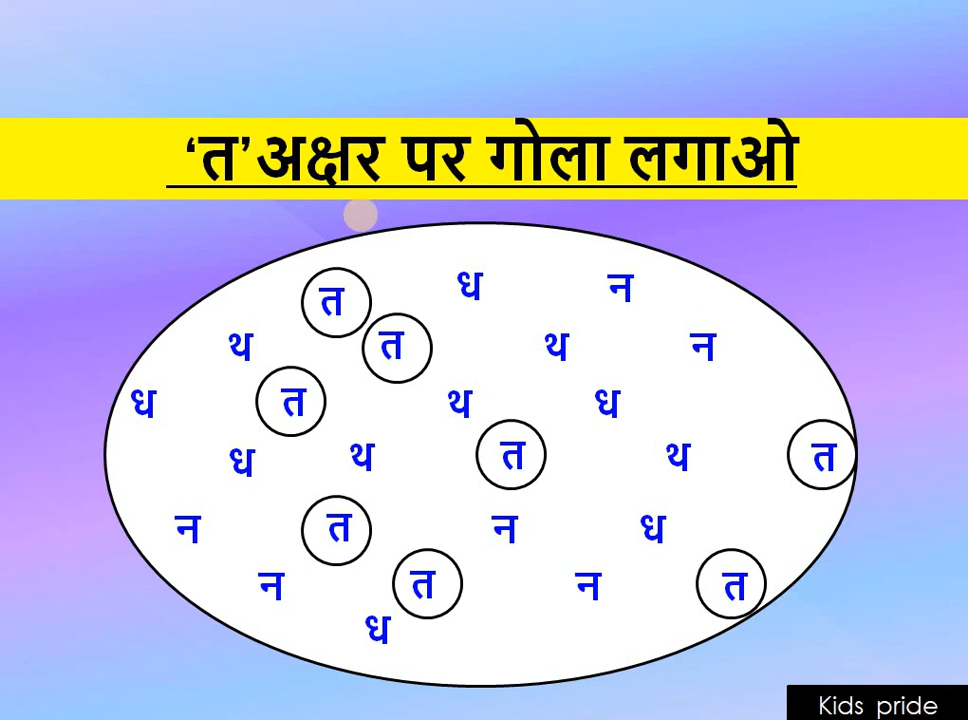 ‘त’अक्षर पर गोला लगाओ
त ध न
थ त थ न
ध त थ ध
ध थ त थ त
न त न ध
न त न त
ध
Kids pride